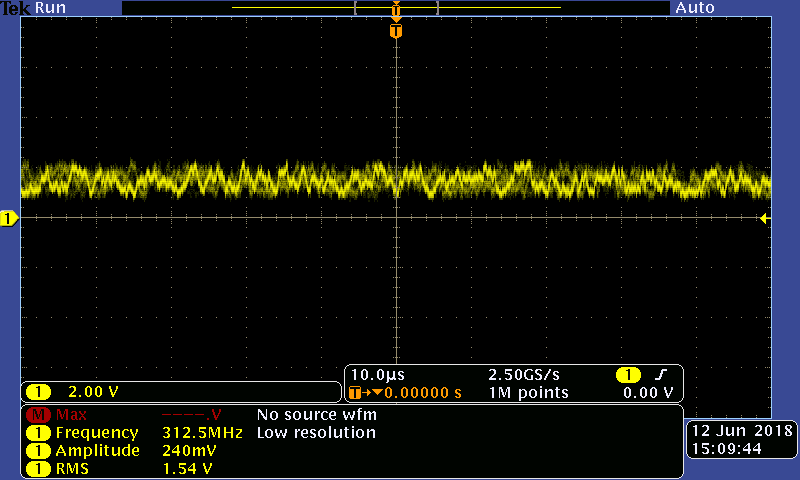 Tek Run Auto
T
T
1
10.0µs 2.50GS/s 1
1 2.00 V T→▼0.00000 s 1M points 0.00 V
M Max ----.V No source wfm
1 Frequency 312.5MHz Low resolution
1 Amplitude 240mV
1 RMS 1.54 V
12 Jun 2018
15:09:44